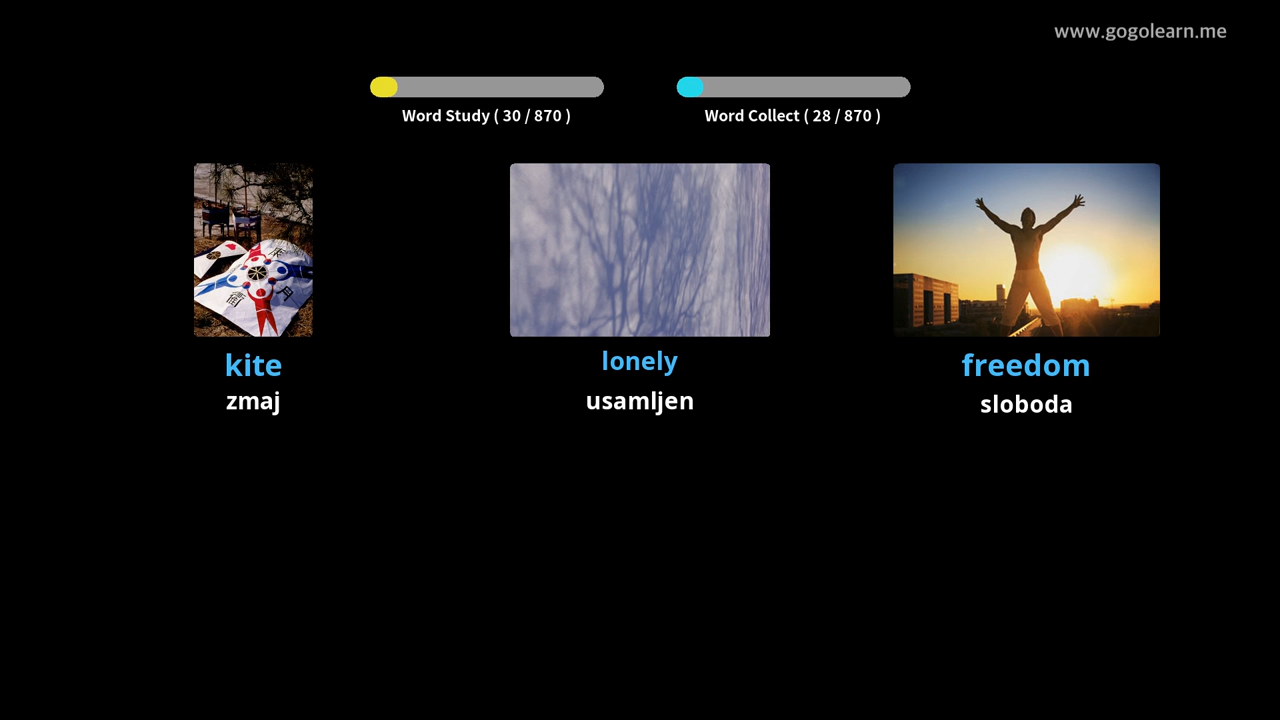 www.gogolearn.me
Word Study ( 30 / 870 )
Word Collect ( 28 / 870 )
kite
zmaj
lonely
usamljen
freedom
sloboda